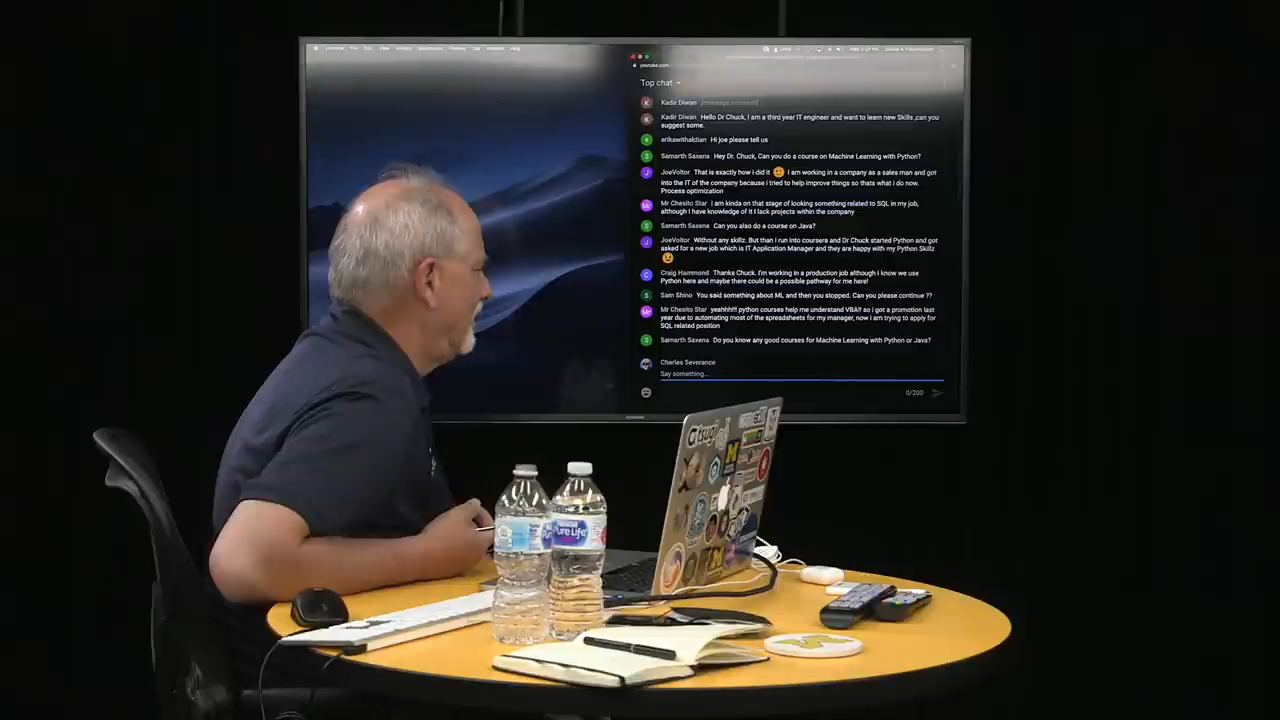 youtube.com
Top chat
Kadir Diwan
Kadir Diwan Hello Dr Chuck, I am a third year IT engineer and want to learn new Skills ,can you
suggest some.
erikawithaktian Hi joe please tell us
Samarth Saxena Hey Dr. Chuck, Can you do a course on Machine Learning with Python?
JoeVoltor That is exactly how i did it I am working in a company as a sales man and got
into the IT of the company because i tried to help improve things so thats what i do now.
Process optimization
Mr Chesito Star I am kinda on that stage of looking something related to SQL in my job,
although I have knowledge of it I lack projects within the company
Samarth Saxena Can you also do a course on Java?
JoeVoltor Without any skillz. But than i run into coursera and Dr Chuck started Python and got
asked for a new job which is IT Application Manager and they are happy with my Python Skillz
Craig Hammond Thanks Chuck. I'm working in a production job although i know we use
Python here and maybe there could be a possible pathway for me here!
Sam Shino You said something about ML and then you stopped. Can you please continue ??
Mr Chesito Star yeahhh!!! python courses help me understand VBA!! so i got a promotion last
year due to automating most of the spreadsheets for my manager, now i am trying to apply for
SQL related position
Samarth Saxena Do you know any good courses for Machine Learning with Python or Java?
Charles Severance
Say something...
0/200
tsugi
M
Nestle
Pure Life
M